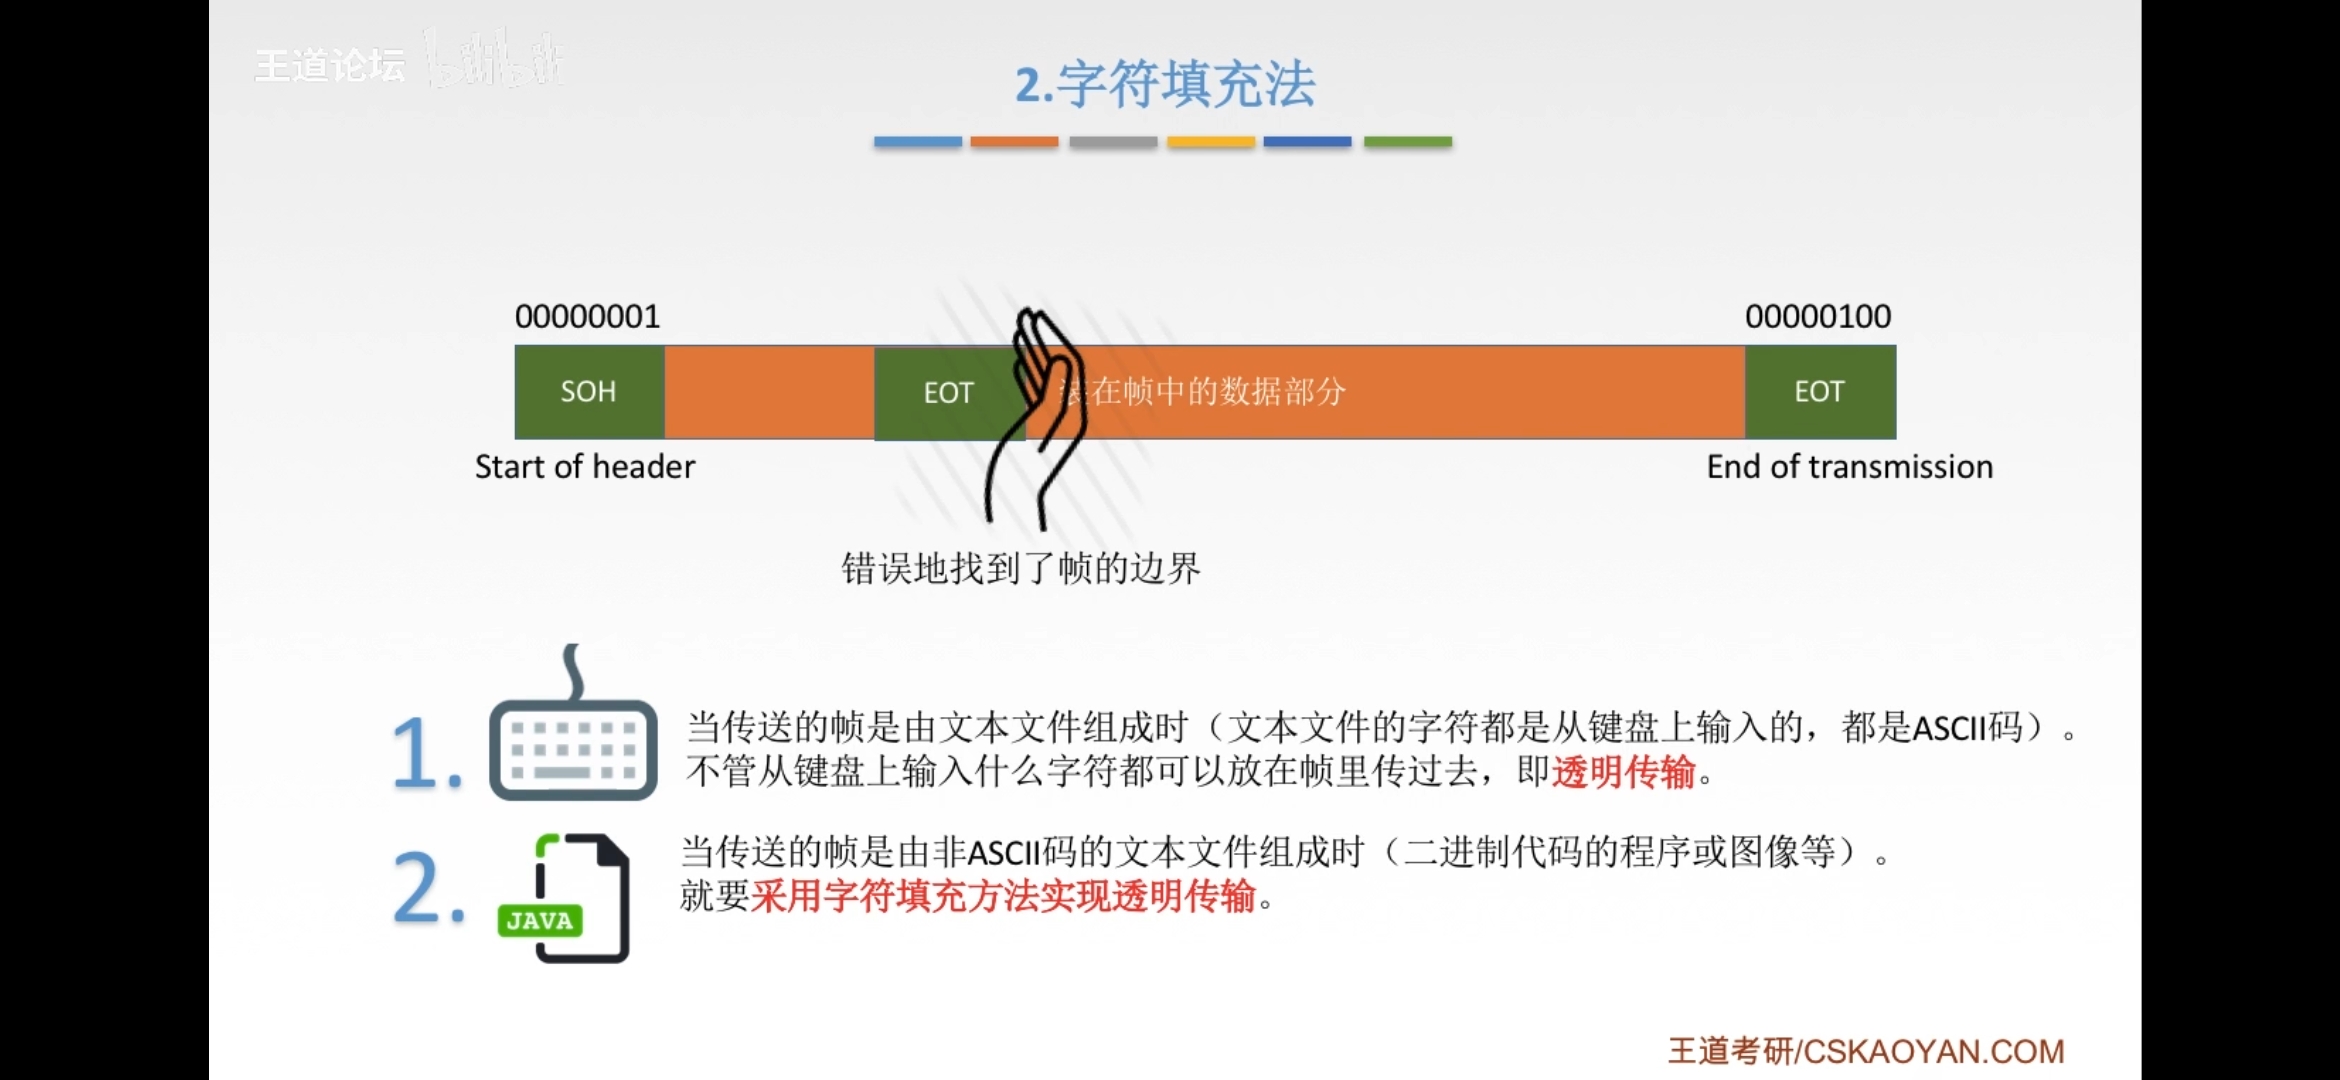 王道论坛 bilibili
2.字符填充法
00000001
00000100
SOH
EOT
装在帧中的数据部分
EOT
Start of header
End of transmission
错误地找到了帧的边界
1.
当传送的帧是由文本文件组成时（文本文件的字符都是从键盘上输入的，都是ASCII码）。
不管从键盘上输入什么字符都可以放在帧里传过去，即透明传输。
2.
JAVA
当传送的帧是由非ASCII码的文本文件组成时（二进制代码的程序或图像等）。
就要采用字符填充方法实现透明传输。
王道考研/CSKAOYAN.COM